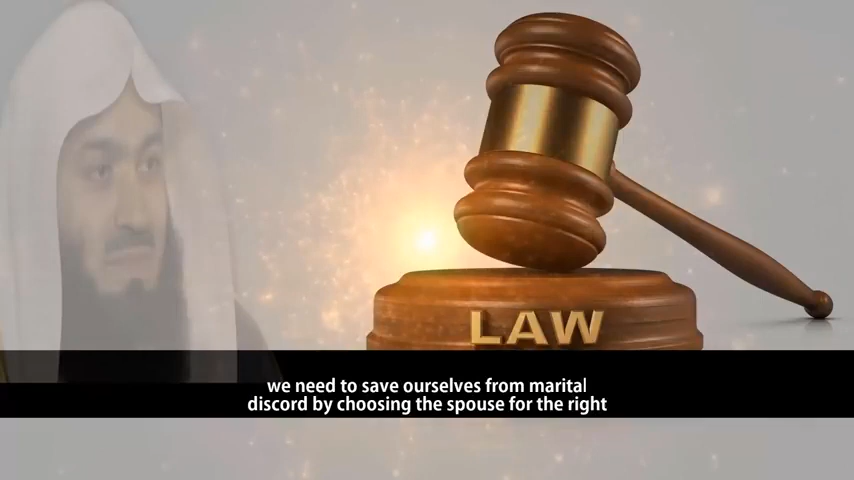 LAW
we need to save ourselves from marital
discord by choosing the spouse for the right